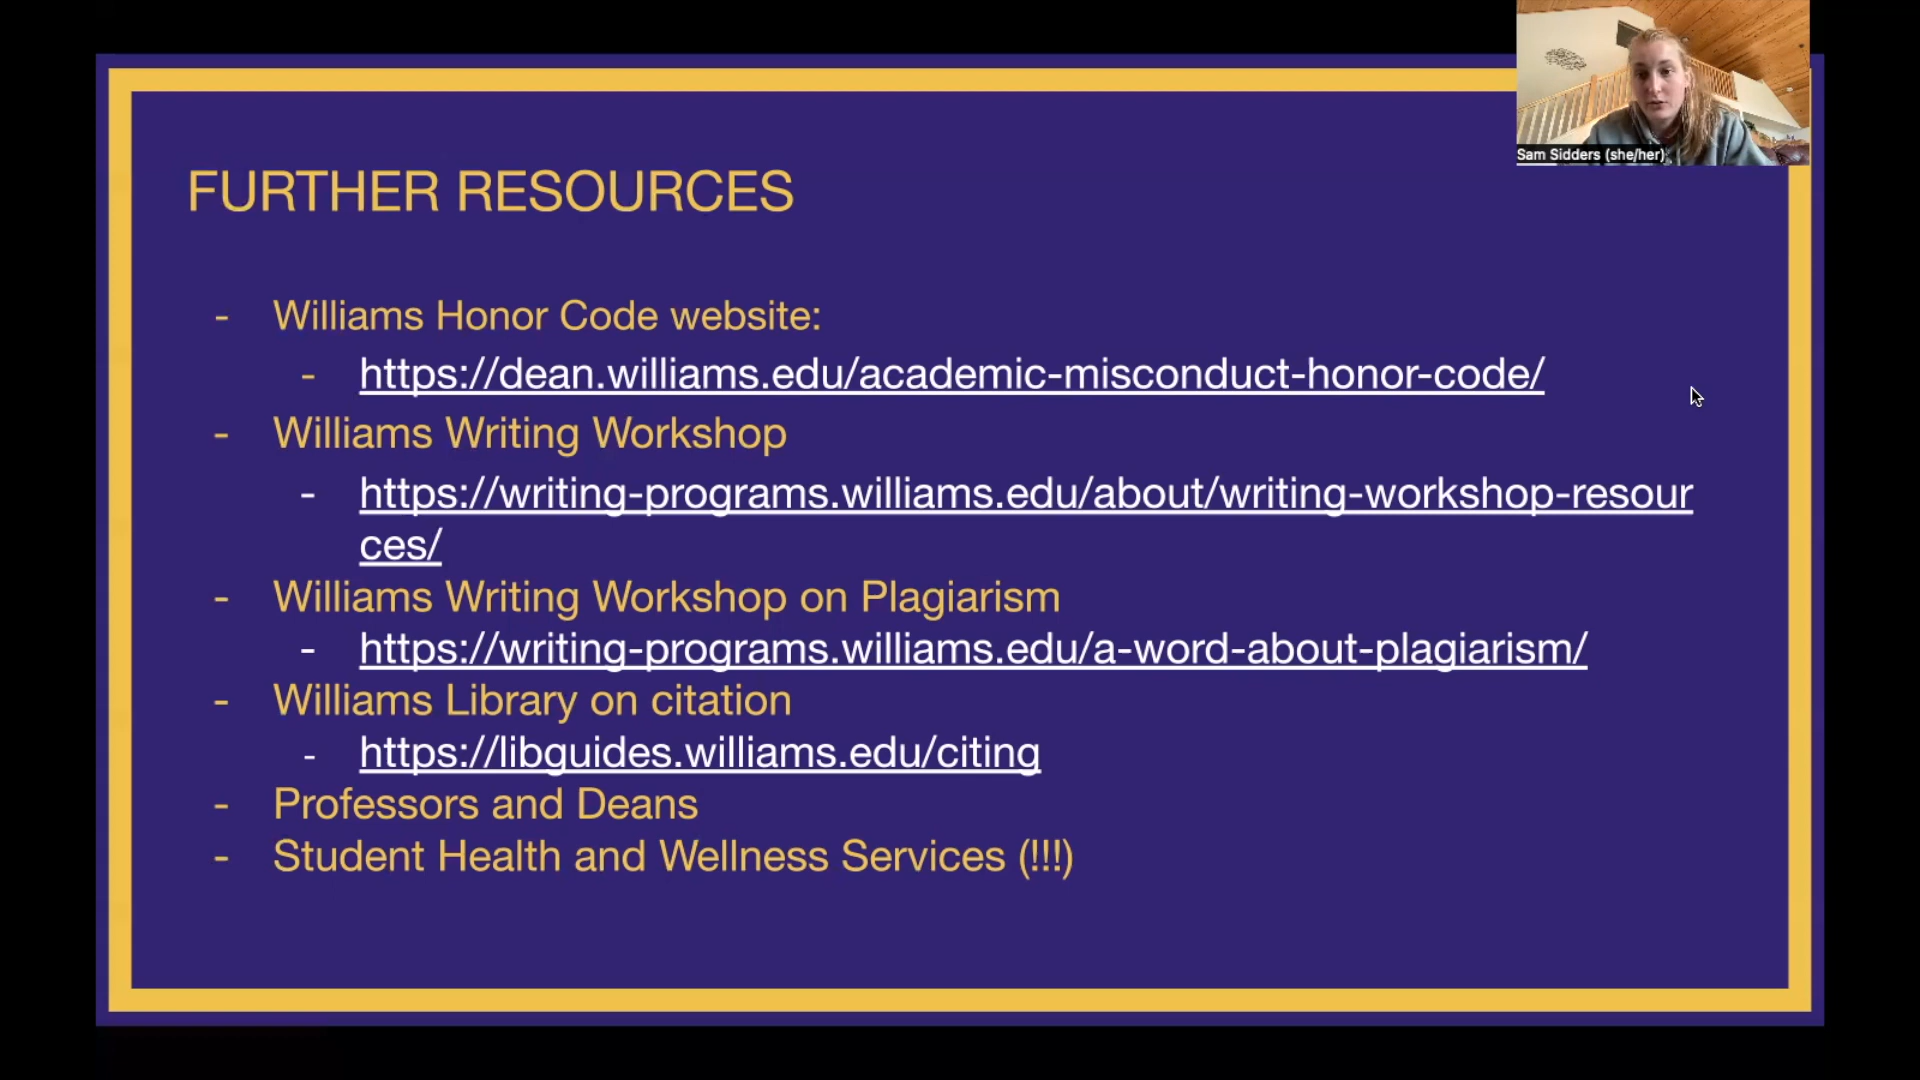 Sam Sidders (she/her)
FURTHER RESOURCES
- Williams Honor Code website:
- https://dean.williams.edu/academic-misconduct-honor-code/
- Williams Writing Workshop
- https://writing-programs.williams.edu/about/writing-workshop-resour
ces/
- Williams Writing Workshop on Plagiarism
- https://writing-programs.williams.edu/a-word-about-plagiarism/
- Williams Library on citation
- https://libguides.williams.edu/citing
- Professors and Deans
- Student Health and Wellness Services (!!!)